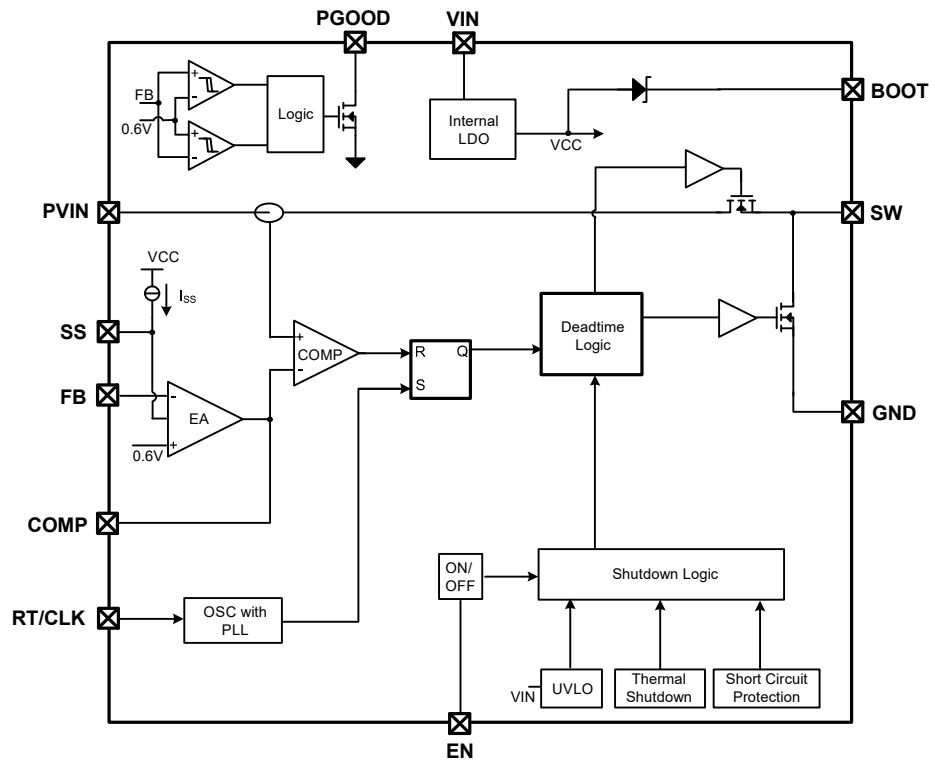 PGOOD
VIN
BOOT
FB
+
-
0.6V
+
-
Logic
Internal
LDO
VCC
PVIN
SW
VCC
ISS
SS
FB
-
EA
+
0.6V
+
COMP
-
R
Q
S
Deadtime
Logic
GND
COMP
ON/
OFF
Shutdown Logic
RT/CLK
OSC with
PLL
VIN
UVLO
Thermal
Shutdown
Short Circuit
Protection
EN